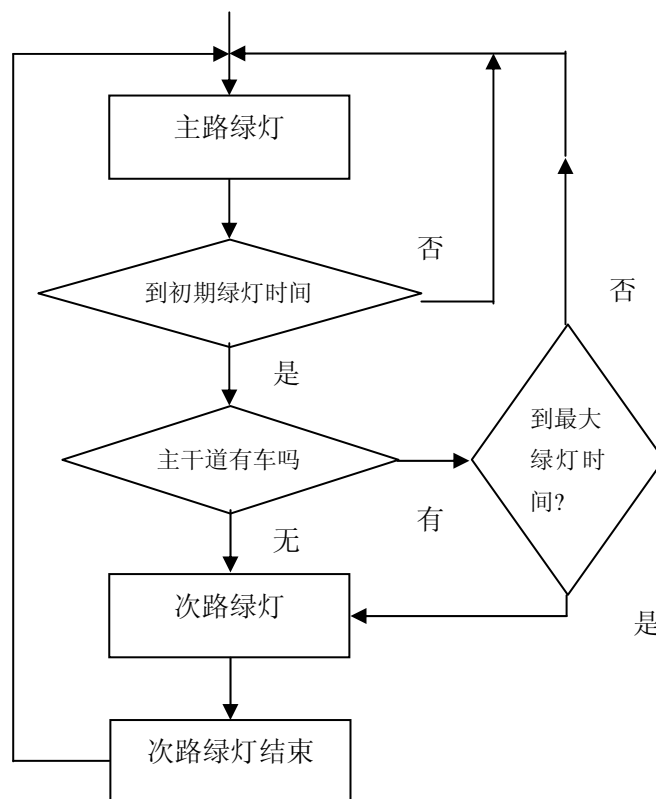 主路绿灯
否
到初期绿灯时间
否
是
到最大
绿灯时
间?
主干道有车吗
有
无
次路绿灯
是
次路绿灯结束